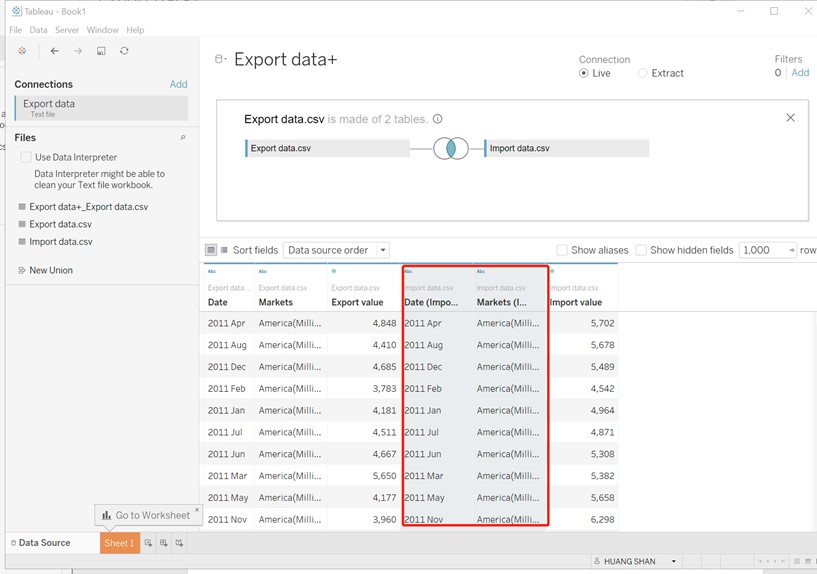 Tableau - Book1
File Data Server Window Help
Connections Add
Export data
Text file
Files
Use Data Interpreter
Data Interpreter might be able to
clean your Text file workbook.
Export data+_Export data.csv
Export data.csv
Import data.csv
New Union
Export data+
Connection
Live Extract
Filters
0 Add
Export data.csv is made of 2 tables.
Export data.csv Import data.csv
Sort fields Data source order Show aliases Show hidden fields 1,000 row
Abc Abc Abc Abc
Export data... Export data.csv Export data.csv Import data.csv Import data.csv Import data.csv
Date Markets Export value Date (Impo... Markets (I... Import value
2011 Apr America(Milli... 4,848 2011 Apr America(Milli... 5,702
2011 Aug America(Milli... 4,410 2011 Aug America(Milli... 5,678
2011 Dec America(Milli... 4,685 2011 Dec America(Milli... 5,489
2011 Feb America(Milli... 3,783 2011 Feb America(Milli... 4,542
2011 Jan America(Milli... 4,181 2011 Jan America(Milli... 4,964
2011 Jul America(Milli... 4,511 2011 Jul America(Milli... 4,871
2011 Jun America(Milli... 4,667 2011 Jun America(Milli... 5,308
2011 Mar America(Milli... 5,650 2011 Mar America(Milli... 5,382
2011 May America(Milli... 4,177 2011 May America(Milli... 5,658
2011 Nov America(Milli... 3,960 2011 Nov America(Milli... 6,298
Go to Worksheet
Data Source Sheet 1
HUANG SHAN